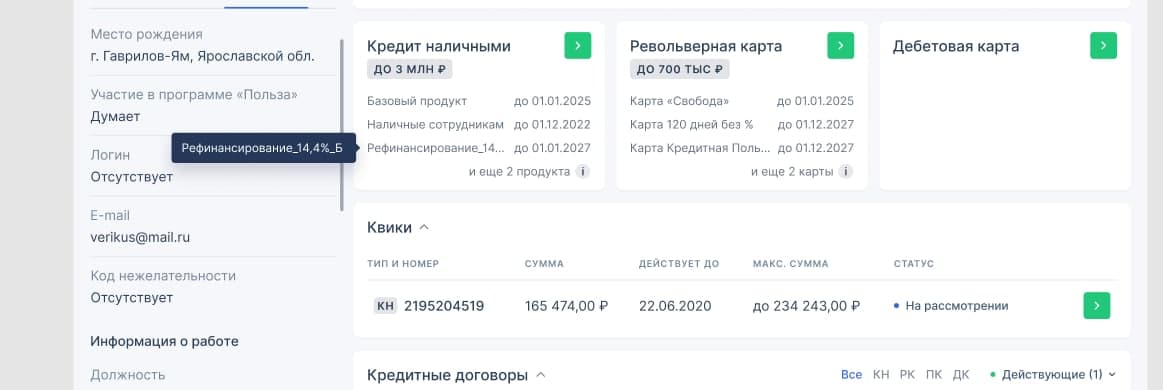 Место рождения
г. Гаврилов-Ям, Ярославской обл.
Участие в программе «Польза»
Думает
Логин
Отсутствует
E-mail
verikus@mail.ru
Код нежелательности
Отсутствует
Информация о работе
Должность
Рефинансирование_14,4%_Б
Кредит наличными
ДО 3 МЛН ₽
Базовый продукт до 01.01.2025
Наличные сотрудникам до 01.12.2022
Рефинансирование_14... до 01.01.2027
и еще 2 продукта i
Револьверная карта
ДО 700 ТЫС ₽
Карта «Свобода» до 01.01.2025
Карта 120 дней без % до 01.12.2027
Карта Кредитная Поль... до 01.12.2027
и еще 2 карты i
Дебетовая карта
Квики
ТИП И НОМЕР СУММА ДЕЙСТВУЕТ ДО МАКС. СУММА СТАТУС
КН 2195204519 165 474,00 ₽ 22.06.2020 до 234 243,00 ₽ На рассмотрении
Кредитные договоры Все КН РК ПК ДК Действующие (1)